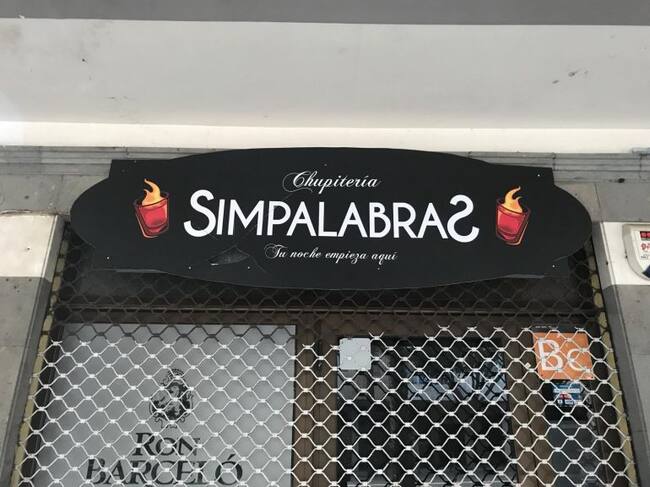 Chupitería
SIMPALABRAS
Tu noche empieza aquí
Bc
RON
BARCELÓ